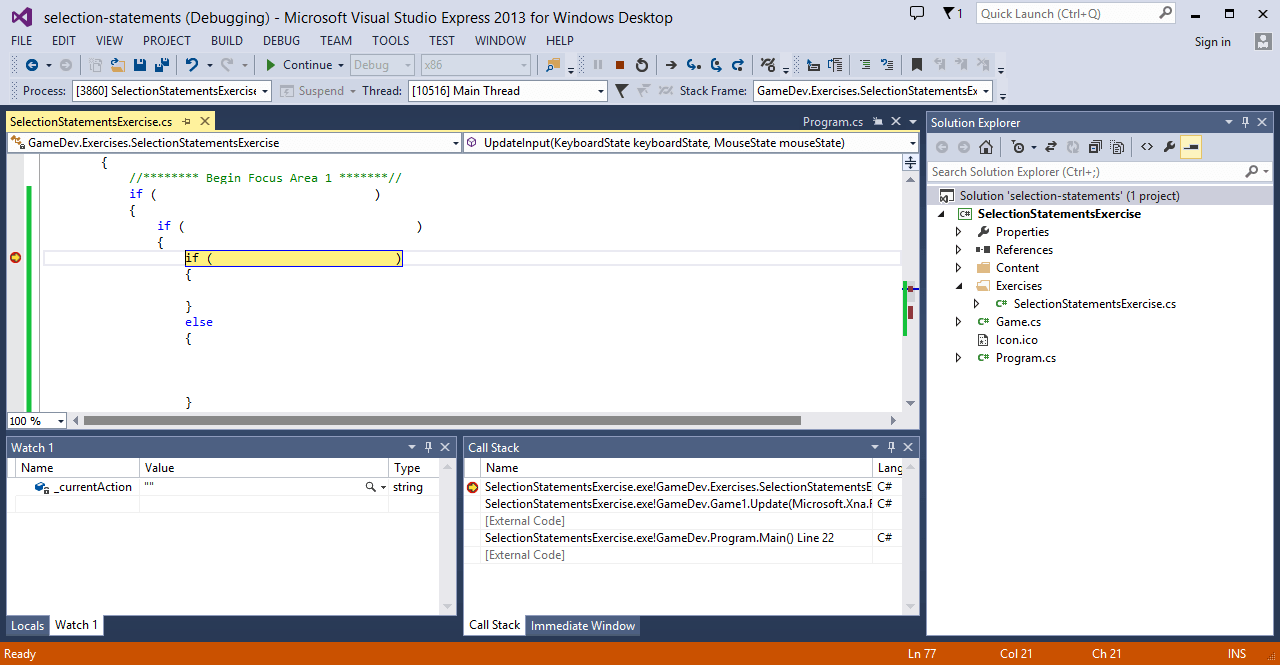 selection-statements (Debugging) - Microsoft Visual Studio Express 2013 for Windows Desktop
1
Quick Launch (Ctrl+Q)
FILE EDIT VIEW PROJECT BUILD DEBUG TEAM TOOLS TEST WINDOW HELP
Sign in
Continue Debug x86
Process: [3860] SelectionStatementsExercise Suspend Thread: [10516] Main Thread Stack Frame: GameDev.Exercises.SelectionStatementsEx
SelectionStatementsExercise.cs
Program.cs
GameDev.Exercises.SelectionStatementsExercise
UpdateInput(KeyboardState keyboardState, MouseState mouseState)
{
//******** Begin Focus Area 1 *******//
if ( )
{
if ( )
{
if ( )
{
}
else
{
}
100 %
Watch 1
Name Value Type
_currentAction "" string
Locals Watch 1
Call Stack
Name Lang
SelectionStatementsExercise.exe!GameDev.Exercises.SelectionStatementsE C#
SelectionStatementsExercise.exe!GameDev.Game1.Update(Microsoft.Xna.F C#
[External Code]
SelectionStatementsExercise.exe!GameDev.Program.Main() Line 22 C#
[External Code]
Call Stack Immediate Window
Solution Explorer
Search Solution Explorer (Ctrl+;)
Solution 'selection-statements' (1 project)
C# SelectionStatementsExercise
Properties
References
Content
Exercises
C# SelectionStatementsExercise.cs
C# Game.cs
Icon.ico
C# Program.cs
Ready
Ln 77 Col 21 Ch 21 INS